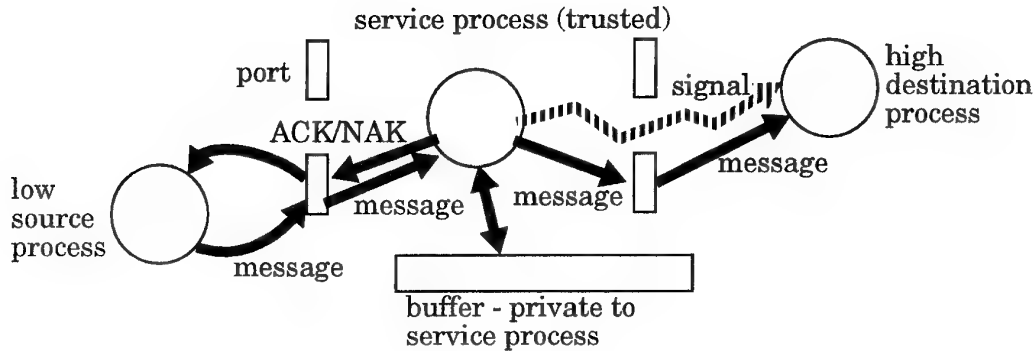 service process (trusted)
port
signal
high
destination
process
ACK/NAK
message
message
message
low
source
process
message
buffer - private to
service process